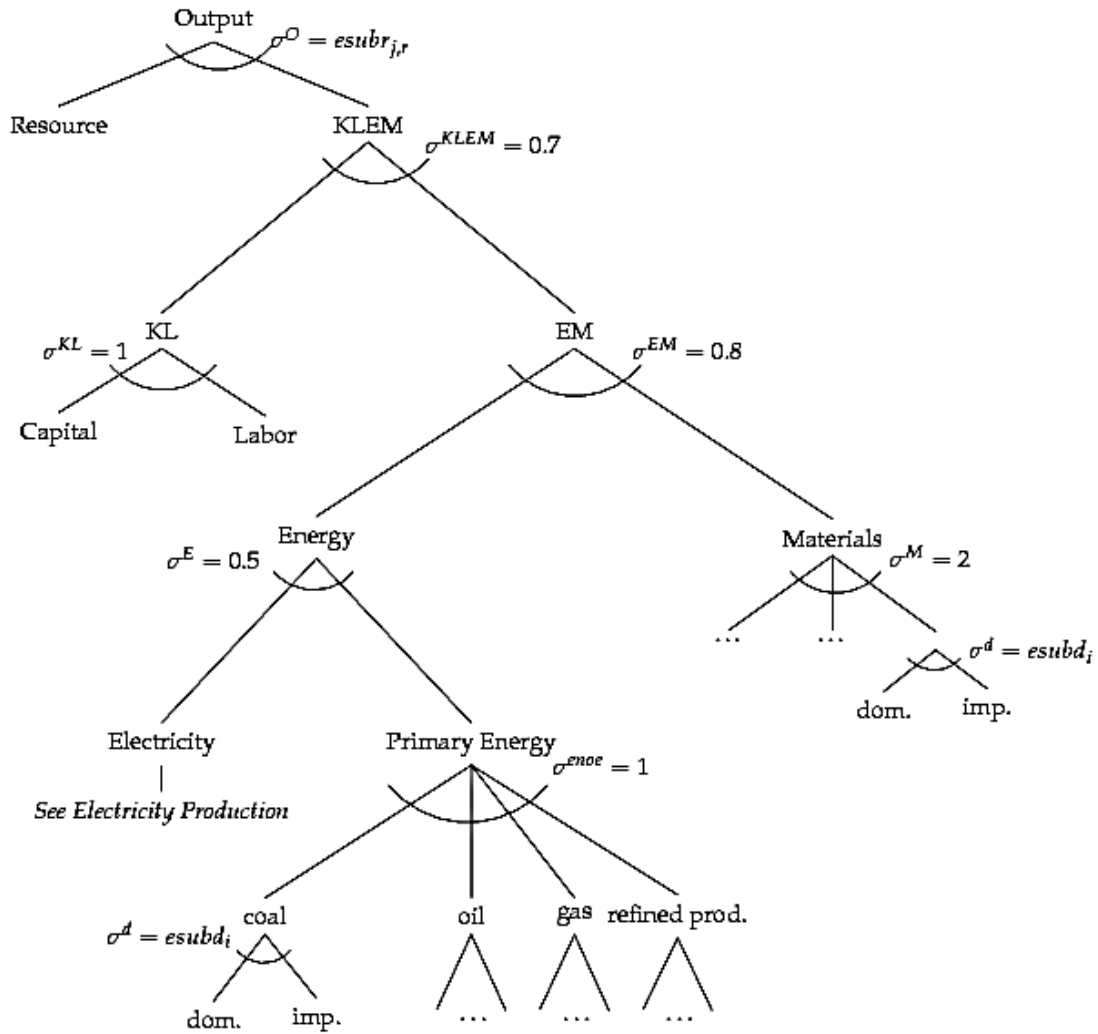 Output
σ^O = esubr_{j,r}
Resource
KLEM
σ^{KLEM} = 0.7
KL
EM
σ^{KL} = 1
σ^{EM} = 0.8
Capital
Labor
Energy
Materials
σ^E = 0.5
σ^M = 2
...
...
σ^d = esubd_i
dom.
imp.
Electricity
Primary Energy
σ^{enoe} = 1
See Electricity Production
coal
oil
gas
refined prod.
σ^d = esubd_i
dom.
imp.
...
...
...